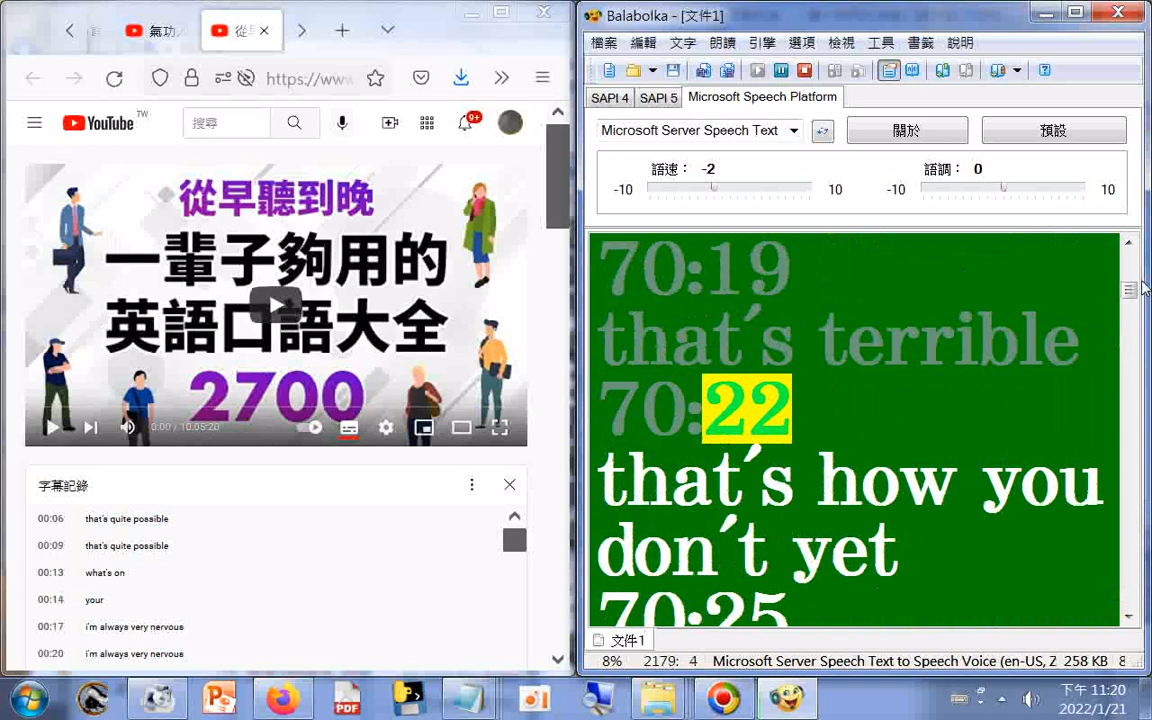 氣功
從
https://www
YouTube TW
搜尋
9+
從早聽到晚
一輩子夠用的
英語口語大全
2700
0:00 / 10:05:20
字幕記錄
00:06 that's quite possible
00:09 that's quite possible
00:13 what's on
00:14 your
00:17 i'm always very nervous
00:20 i'm always very nervous
Balabolka - [文件1]
檔案 編輯 文字 朗讀 引擎 選項 檢視 工具 書籤 說明
SAPI 4 SAPI 5 Microsoft Speech Platform
Microsoft Server Speech Text 關於 預設
語速： -2 語調： 0
-10 10 -10 10
70:19
that's terrible
70:22
that's how you
don't yet
70:25
文件1
8% 2179: 4 Microsoft Server Speech Text to Speech Voice (en-US, Z 258 KB 8
PDF
下午 11:20
2022/1/21